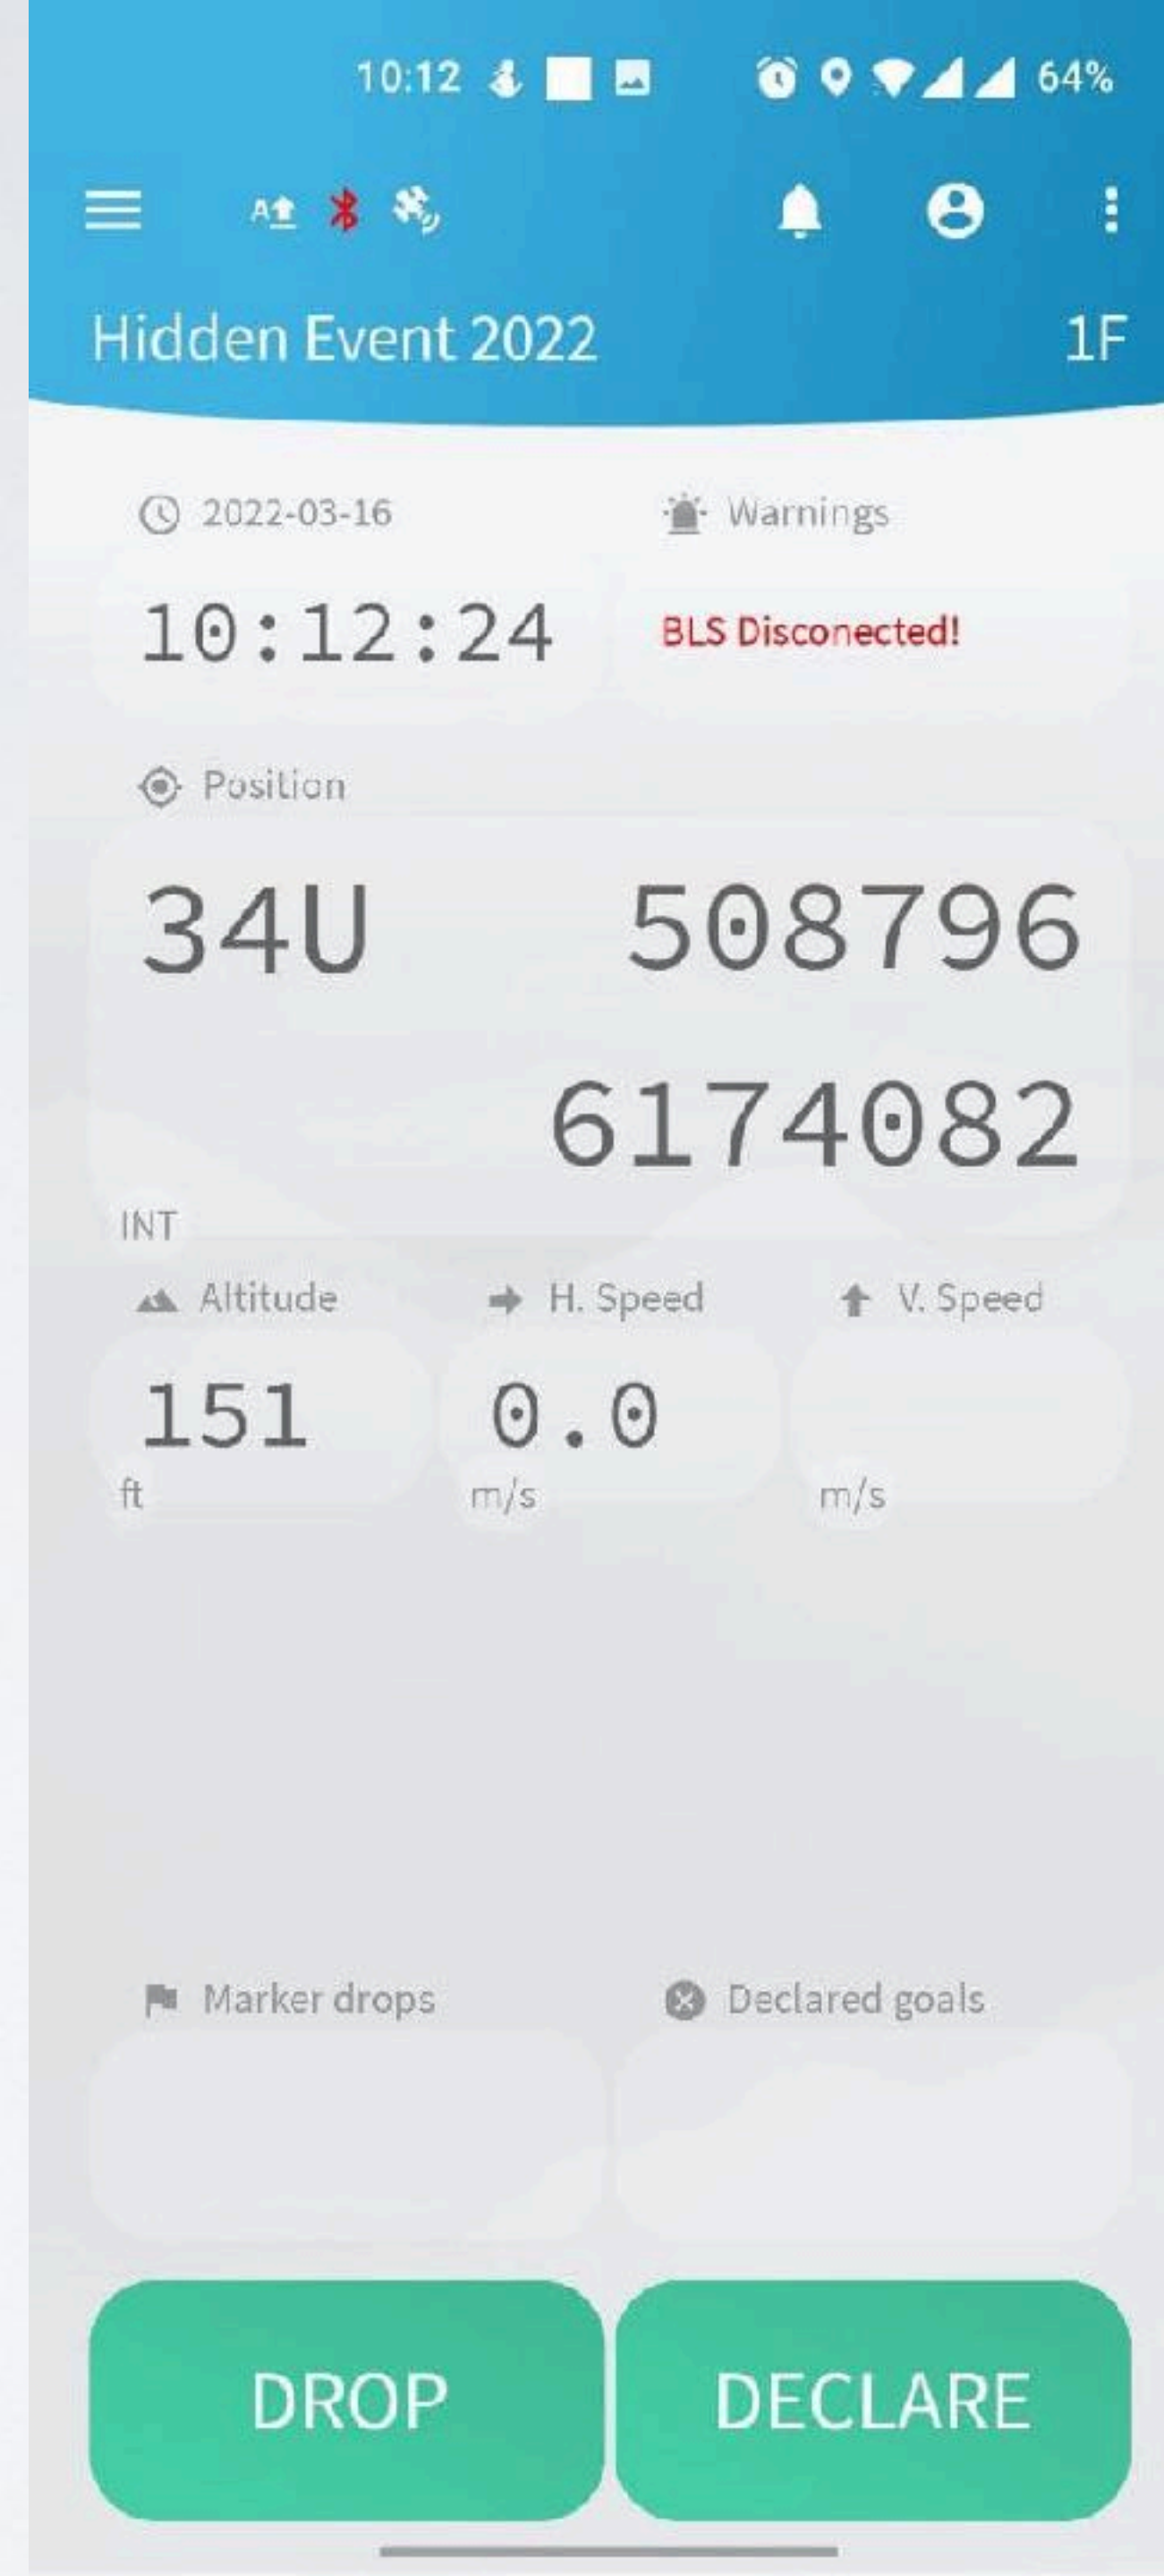 10:12 64%
Hidden Event 2022 1F
2022-03-16 Warnings
10:12:24 BLS Disconected!
Position
34U 508796
6174082
INT
Altitude H. Speed V. Speed
151 0.0
ft m/s m/s
Marker drops Declared goals
DROP DECLARE